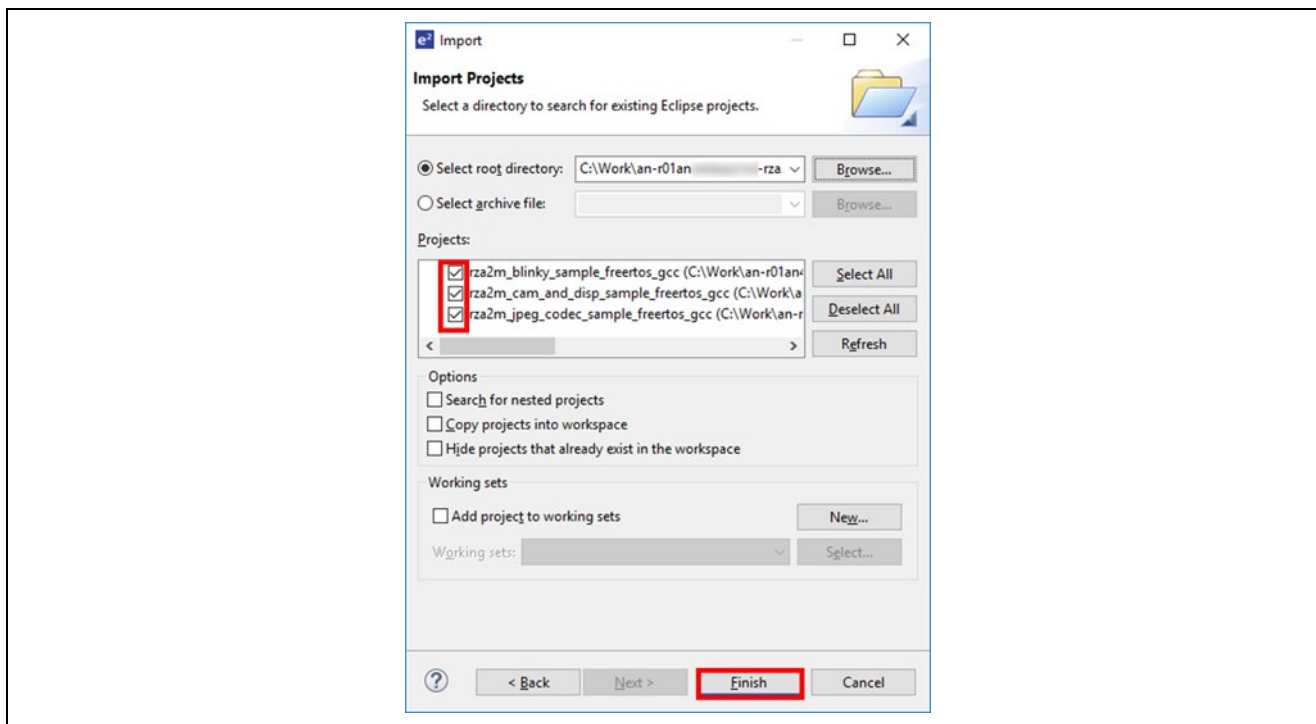 e² Import
Import Projects
Select a directory to search for existing Eclipse projects.
Select root directory: C:\Work\an-r01an -rza Browse...
Select archive file: Browse...
Projects:
rza2m_blinky_sample_freertos_gcc (C:\Work\an-r01an4 Select All
rza2m_cam_and_disp_sample_freertos_gcc (C:\Work\a
Deselect All
rza2m_jpeg_codec_sample_freertos_gcc (C:\Work\an-r
Refresh
Options
Search for nested projects
Copy projects into workspace
Hide projects that already exist in the workspace
Working sets
Add project to working sets New...
Working sets: Select...
? < Back Next > Finish Cancel